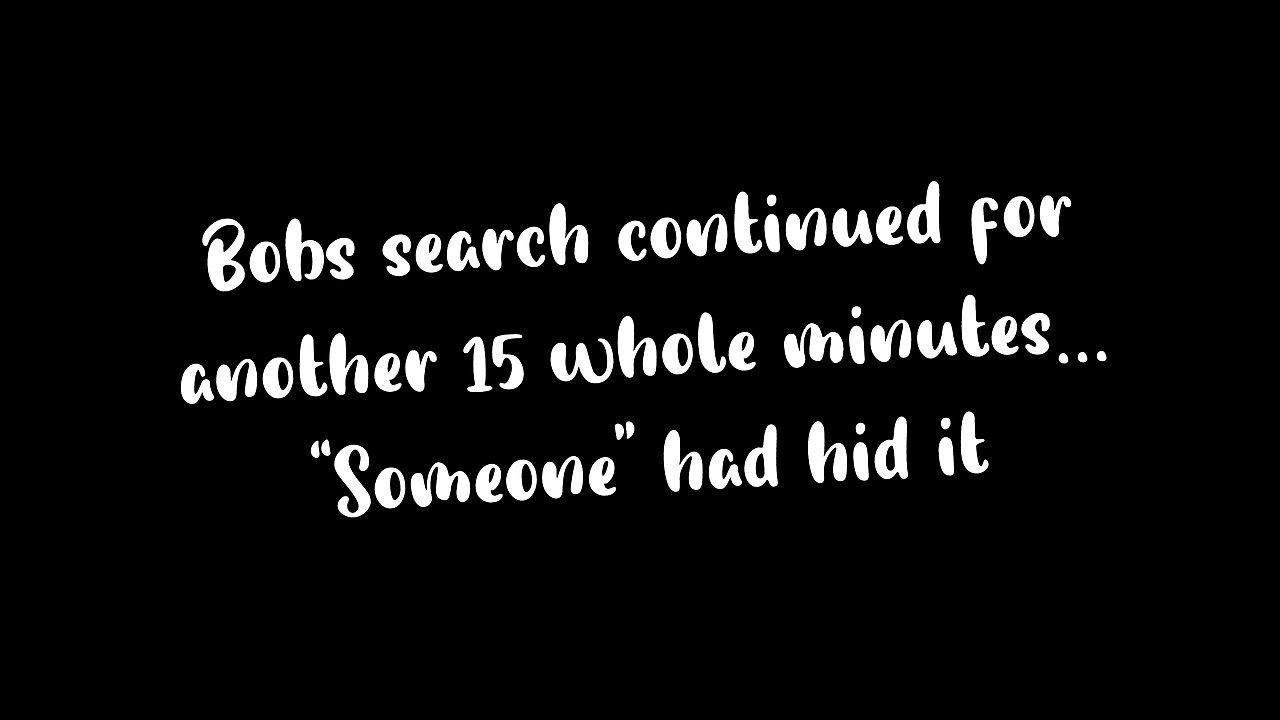 Bobs search continued for
another 15 whole minutes...
“Someone” had hid it